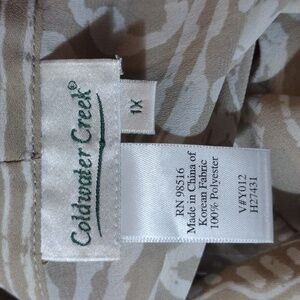 Coldwater Creek®
1X
RN 98516
Made in China of
Korean Fabric
100% Polyester
V#Y012
H27431